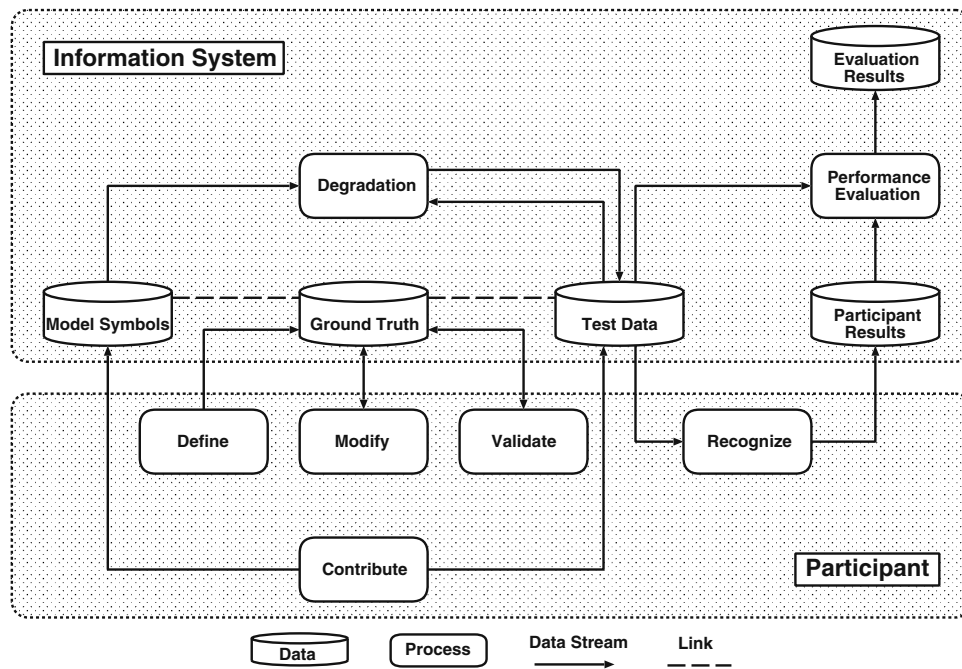 Information System
Evaluation
Results
Degradation
Performance
Evaluation
Model Symbols
Ground Truth
Test Data
Participant
Results
Define
Modify
Validate
Recognize
Contribute
Participant
Data
Process
Data Stream
Link